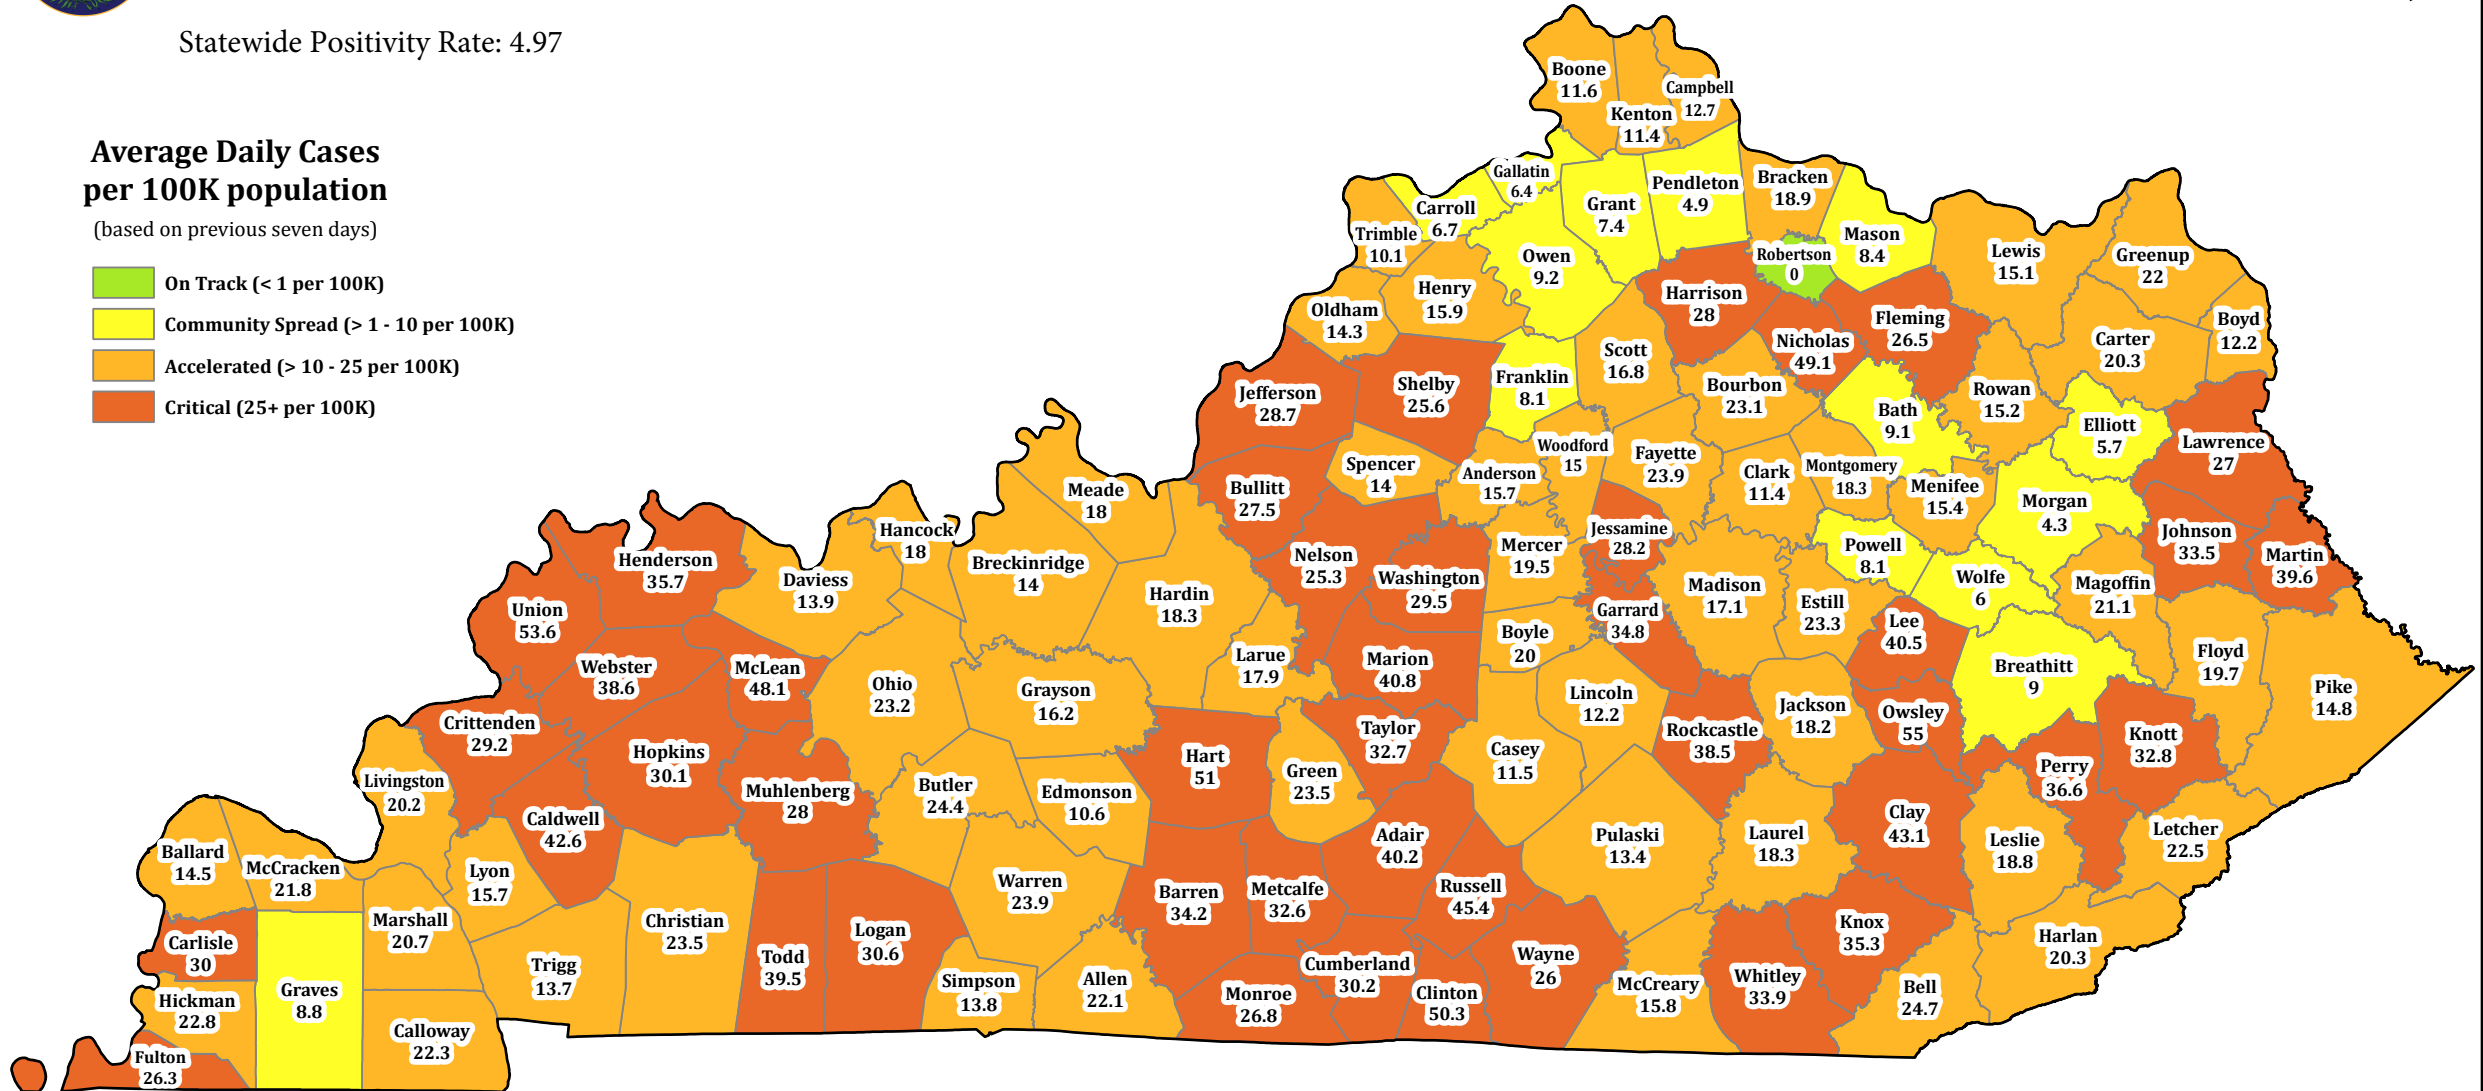 Statewide Positivity Rate: 4.97
Average Daily Cases
per 100K population
(based on previous seven days)
On Track (< 1 per 100K)
Community Spread (> 1 - 10 per 100K)
Accelerated (> 10 - 25 per 100K)
Critical (25+ per 100K)
Boone
11.6
Kenton
11.4
Campbell
12.7
Gallatin
6.4
Carroll
6.7
Trimble
10.1
Grant
7.4
Pendleton
4.9
Bracken
18.9
Mason
8.4
Robertson
0
Lewis
15.1
Greenup
22
Boyd
12.2
Carter
20.3
Owen
9.2
Henry
15.9
Oldham
14.3
Harrison
28
Nicholas
49.1
Fleming
26.5
Rowan
15.2
Elliott
5.7
Lawrence
27
Jefferson
28.7
Shelby
25.6
Franklin
8.1
Scott
16.8
Bourbon
23.1
Bath
9.1
Spencer
14
Anderson
15.7
Woodford
15
Fayette
23.9
Clark
11.4
Montgomery
18.3
Menifee
15.4
Morgan
4.3
Johnson
33.5
Martin
39.6
Bullitt
27.5
Meade
18
Hancock
18
Breckinridge
14
Hardin
18.3
Nelson
25.3
Washington
29.5
Mercer
19.5
Jessamine
28.2
Garrard
34.8
Madison
17.1
Estill
23.3
Powell
8.1
Wolfe
6
Magoffin
21.1
Henderson
35.7
Daviess
13.9
Union
53.6
Webster
38.6
McLean
48.1
Ohio
23.2
Grayson
16.2
Larue
17.9
Marion
40.8
Boyle
20
Lincoln
12.2
Lee
40.5
Breathitt
9
Floyd
19.7
Pike
14.8
Crittenden
29.2
Hopkins
30.1
Muhlenberg
28
Butler
24.4
Edmonson
10.6
Hart
51
Green
23.5
Taylor
32.7
Casey
11.5
Rockcastle
38.5
Jackson
18.2
Owsley
55
Perry
36.6
Knott
32.8
Livingston
20.2
Caldwell
42.6
Lyon
15.7
Ballard
14.5
McCracken
21.8
Marshall
20.7
Warren
23.9
Barren
34.2
Metcalfe
32.6
Adair
40.2
Russell
45.4
Pulaski
13.4
Laurel
18.3
Clay
43.1
Leslie
18.8
Letcher
22.5
Carlisle
30
Graves
8.8
Hickman
22.8
Fulton
26.3
Calloway
22.3
Trigg
13.7
Christian
23.5
Todd
39.5
Logan
30.6
Simpson
13.8
Allen
22.1
Monroe
26.8
Cumberland
30.2
Clinton
50.3
Wayne
26
McCreary
15.8
Whitley
33.9
Knox
35.3
Bell
24.7
Harlan
20.3